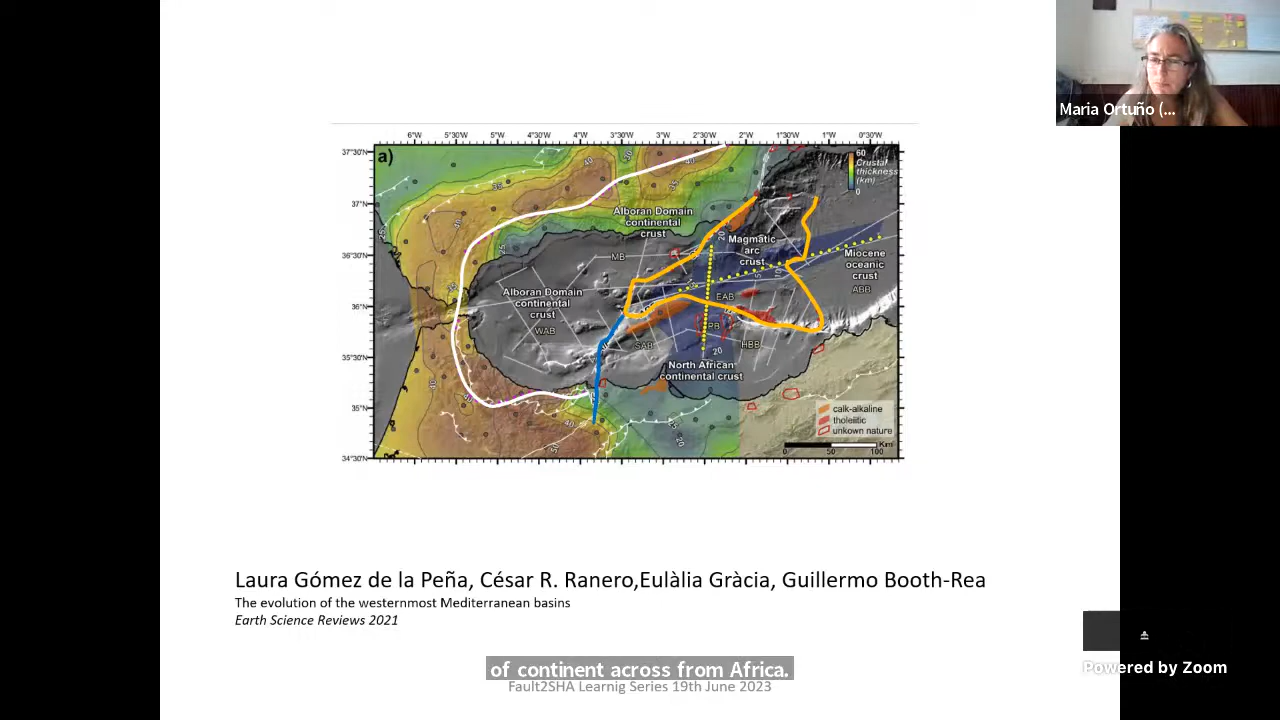 Maria Ortuño (...
6°W 5°30'W 5°W 4°30'W 4°W 3°30'W 3°W 2°30'W 2°W 1°30'W 1°W 0°30'W
37°30'N
37°N
36°30'N
36°N
35°30'N
35°N
34°30'N
a)
60
Crustal
thickness
(km)
0
Alboran Domain
continental
crust
Magmatic
arc
crust
Miocene
oceanic
crust
ABB
MB
Alboran Domain
continental
crust
WAB
EAB
SAB
PB
HBB
North African
continental crust
calk-alkaline
tholeiitic
unkown nature
Km
0 50 100
Laura Gómez de la Peña, César R. Ranero,Eulàlia Gràcia, Guillermo Booth-Rea
The evolution of the westernmost Mediterranean basins
Earth Science Reviews 2021
of continent across from Africa.
Fault2SHA Learnig Series 19th June 2023
Powered by Zoom